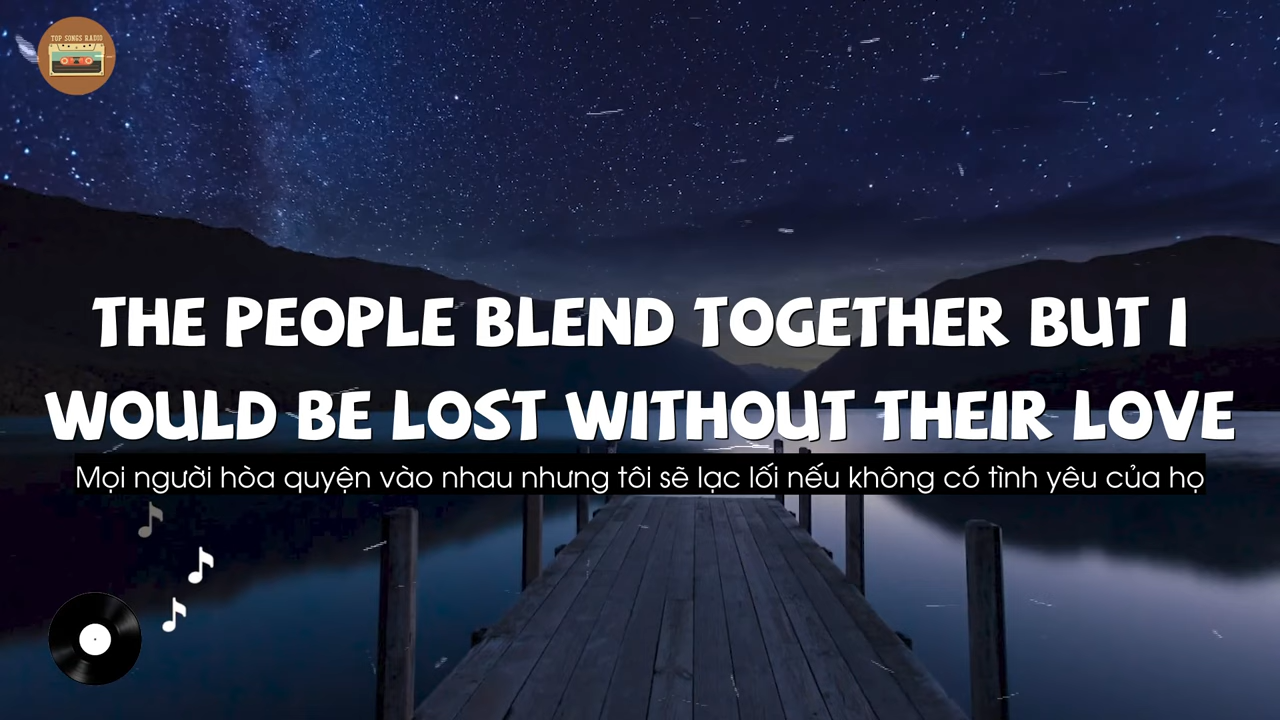 TOP SONGS RADIO
THE PEOPLE BLEND TOGETHER BUT I
WOULD BE LOST WITHOUT THEIR LOVE
Mọi người hòa quyện vào nhau nhưng tôi sẽ lạc lối nếu không có tình yêu của họ